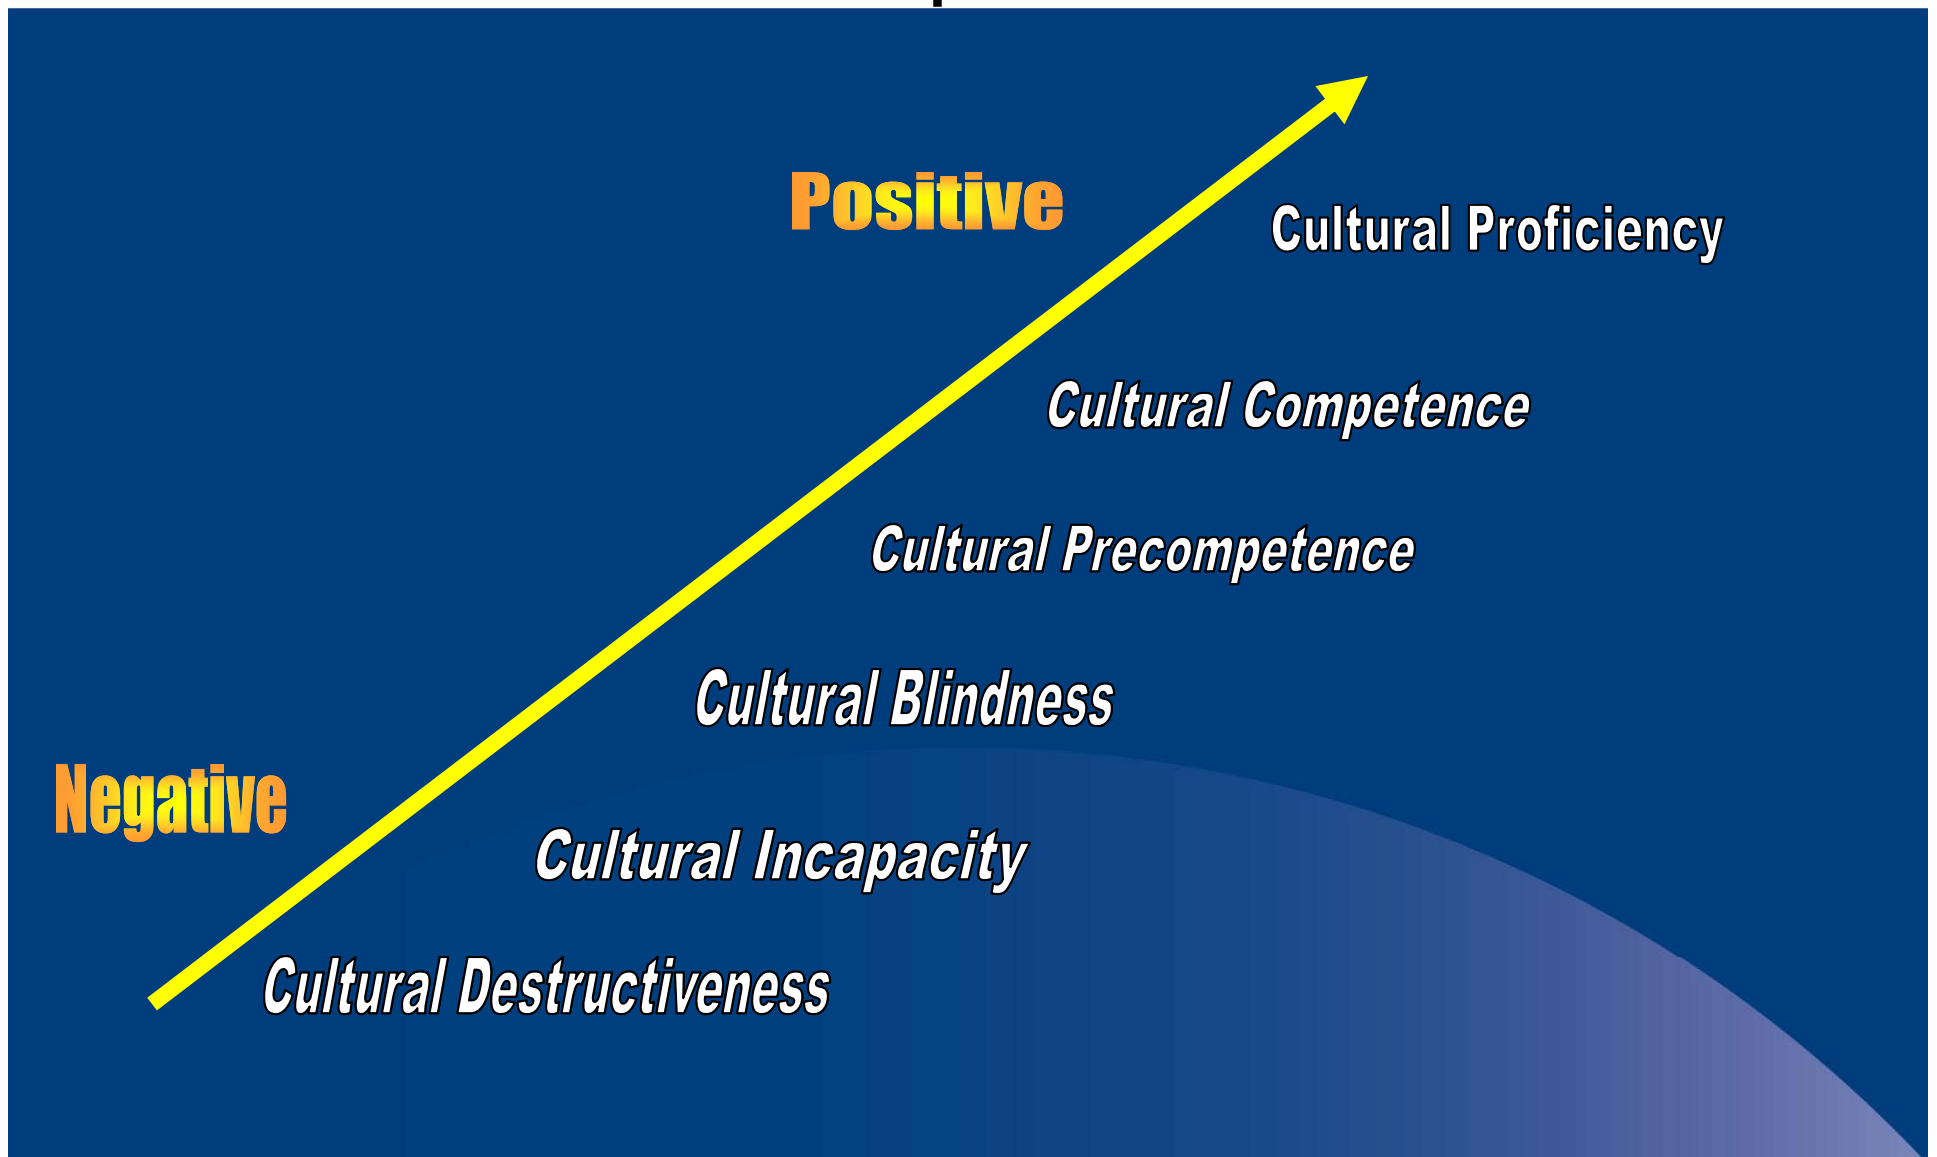 Positive
Cultural Proficiency
Cultural Competence
Cultural Precompetence
Cultural Blindness
Negative
Cultural Incapacity
Cultural Destructiveness